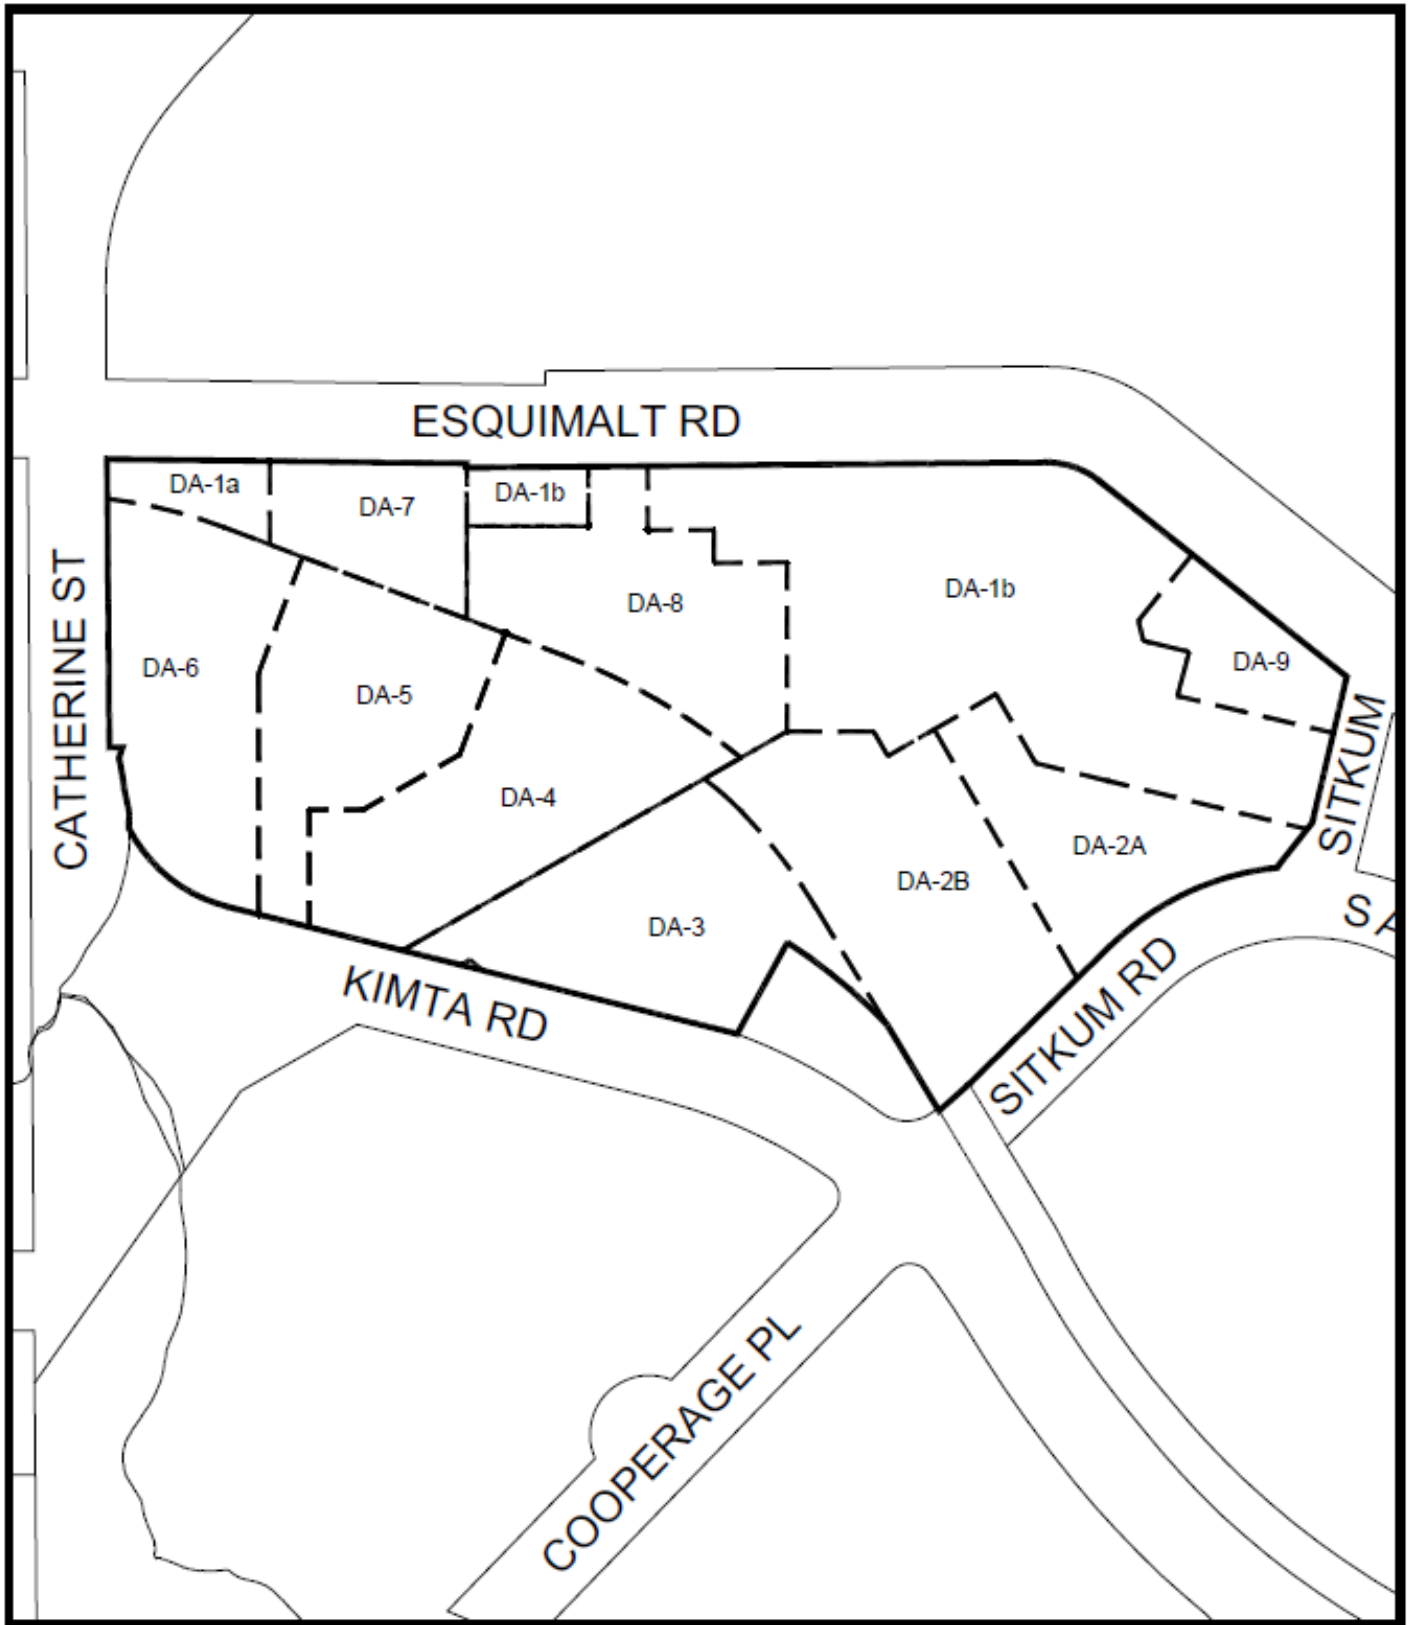 ESQUIMALT RD
DA-1a
DA-7
DA-1b
DA-8
DA-1b
DA-9
CATHERINE ST
DA-6
DA-5
DA-4
DA-3
DA-2B
DA-2A
SITKUM
SA
KIMTA RD
SITKUM RD
COOPERAGE PL